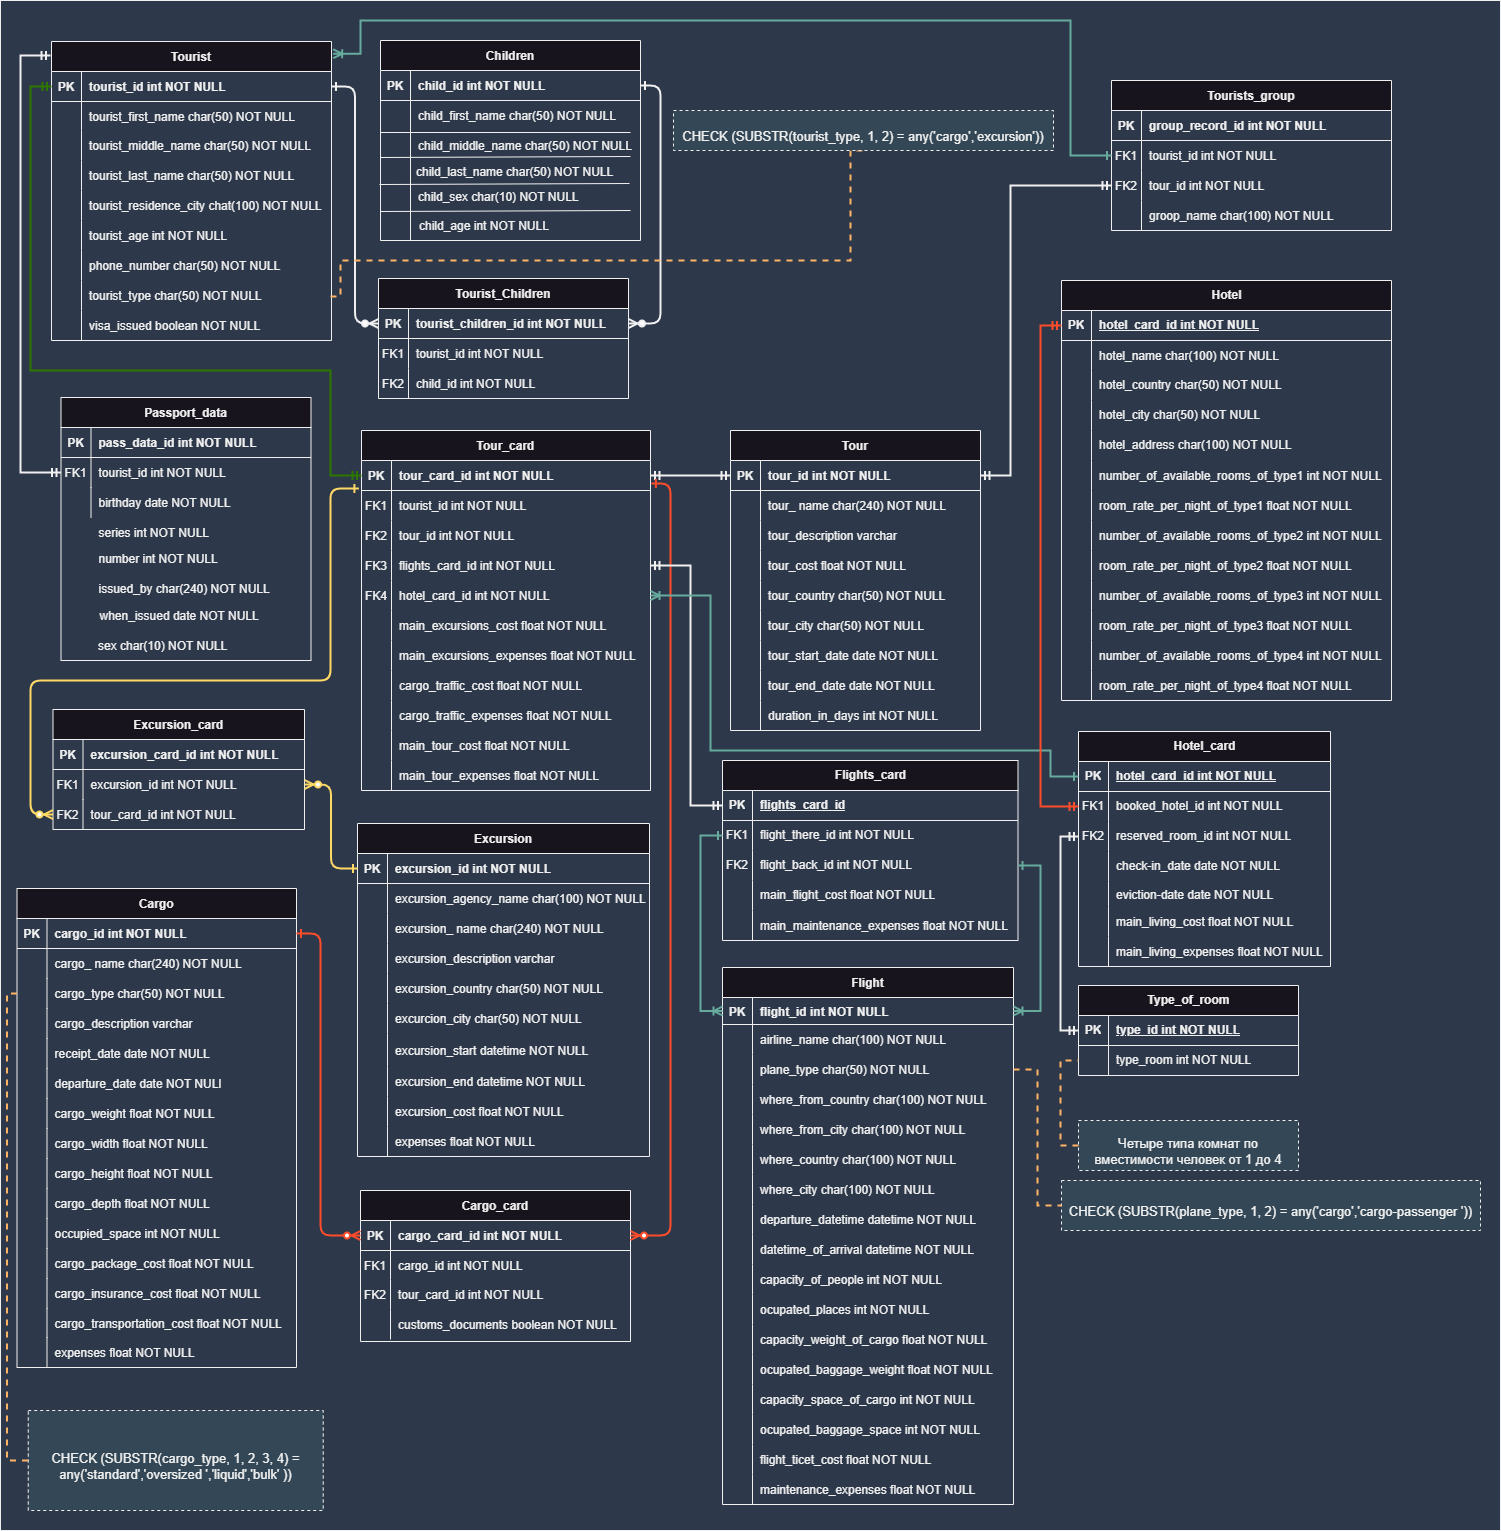 Tourist
PK tourist_id int NOT NULL
tourist_first_name char(50) NOT NULL
tourist_middle_name char(50) NOT NULL
tourist_last_name char(50) NOT NULL
tourist_residence_city chat(100) NOT NULL
tourist_age int NOT NULL
phone_number char(50) NOT NULL
tourist_type char(50) NOT NULL
visa_issued boolean NOT NULL
Children
PK child_id int NOT NULL
child_first_name char(50) NOT NULL
child_middle_name char(50) NOT NULL
child_last_name char(50) NOT NULL
child_sex char(10) NOT NULL
child_age int NOT NULL
CHECK (SUBSTR(tourist_type, 1, 2) = any('cargo','excursion'))
Tourists_group
PK group_record_id int NOT NULL
FK1 tourist_id int NOT NULL
FK2 tour_id int NOT NULL
groop_name char(100) NOT NULL
Tourist_Children
PK tourist_children_id int NOT NULL
FK1 tourist_id int NOT NULL
FK2 child_id int NOT NULL
Hotel
PK hotel_card_id int NOT NULL
hotel_name char(100) NOT NULL
hotel_country char(50) NOT NULL
hotel_city char(50) NOT NULL
hotel_address char(100) NOT NULL
number_of_available_rooms_of_type1 int NOT NULL
room_rate_per_night_of_type1 float NOT NULL
number_of_available_rooms_of_type2 int NOT NULL
room_rate_per_night_of_type2 float NOT NULL
number_of_available_rooms_of_type3 int NOT NULL
room_rate_per_night_of_type3 float NOT NULL
number_of_available_rooms_of_type4 int NOT NULL
room_rate_per_night_of_type4 float NOT NULL
Passport_data
PK pass_data_id int NOT NULL
FK1 tourist_id int NOT NULL
birthday date NOT NULL
series int NOT NULL
number int NOT NULL
issued_by char(240) NOT NULL
when_issued date NOT NULL
sex char(10) NOT NULL
Tour_card
PK tour_card_id int NOT NULL
FK1 tourist_id int NOT NULL
FK2 tour_id int NOT NULL
FK3 flights_card_id int NOT NULL
FK4 hotel_card_id int NOT NULL
main_excursions_cost float NOT NULL
main_excursions_expenses float NOT NULL
cargo_traffic_cost float NOT NULL
cargo_traffic_expenses float NOT NULL
main_tour_cost float NOT NULL
main_tour_expenses float NOT NULL
Tour
PK tour_id int NOT NULL
tour_ name char(240) NOT NULL
tour_description varchar
tour_cost float NOT NULL
tour_country char(50) NOT NULL
tour_city char(50) NOT NULL
tour_start_date date NOT NULL
tour_end_date date NOT NULL
duration_in_days int NOT NULL
Excursion_card
PK excursion_card_id int NOT NULL
FK1 excursion_id int NOT NULL
FK2 tour_card_id int NOT NULL
Flights_card
PK flights_card_id
FK1 flight_there_id int NOT NULL
FK2 flight_back_id int NOT NULL
main_flight_cost float NOT NULL
main_maintenance_expenses float NOT NULL
Hotel_card
PK hotel_card_id int NOT NULL
FK1 booked_hotel_id int NOT NULL
FK2 reserved_room_id int NOT NULL
check-in_date date NOT NULL
eviction-date date NOT NULL
main_living_cost float NOT NULL
main_living_expenses float NOT NULL
Excursion
PK excursion_id int NOT NULL
excursion_agency_name char(100) NOT NULL
excursion_ name char(240) NOT NULL
excursion_description varchar
excursion_country char(50) NOT NULL
excurcion_city char(50) NOT NULL
excursion_start datetime NOT NULL
excursion_end datetime NOT NULL
excursion_cost float NOT NULL
expenses float NOT NULL
Cargo
PK cargo_id int NOT NULL
cargo_ name char(240) NOT NULL
cargo_type char(50) NOT NULL
cargo_description varchar
receipt_date date NOT NULL
departure_date date NOT NULl
cargo_weight float NOT NULL
cargo_width float NOT NULL
cargo_height float NOT NULL
cargo_depth float NOT NULL
occupied_space int NOT NULL
cargo_package_cost float NOT NULL
cargo_insurance_cost float NOT NULL
cargo_transportation_cost float NOT NULL
expenses float NOT NULL
Flight
PK flight_id int NOT NULL
airline_name char(100) NOT NULL
plane_type char(50) NOT NULL
where_from_country char(100) NOT NULL
where_from_city char(100) NOT NULL
where_country char(100) NOT NULL
where_city char(100) NOT NULL
departure_datetime datetime NOT NULL
datetime_of_arrival datetime NOT NULL
capacity_of_people int NOT NULL
ocupated_places int NOT NULL
capacity_weight_of_cargo float NOT NULL
ocupated_baggage_weight float NOT NULL
capacity_space_of_cargo int NOT NULL
ocupated_baggage_space int NOT NULL
flight_ticet_cost float NOT NULL
maintenance_expenses float NOT NULL
Type_of_room
PK type_id int NOT NULL
type_room int NOT NULL
Четыре типа комнат по
вместимости человек от 1 до 4
CHECK (SUBSTR(plane_type, 1, 2) = any('cargo','cargo-passenger '))
Cargo_card
PK cargo_card_id int NOT NULL
FK1 cargo_id int NOT NULL
FK2 tour_card_id int NOT NULL
customs_documents boolean NOT NULL
CHECK (SUBSTR(cargo_type, 1, 2, 3, 4) =
any('standard','oversized ','liquid','bulk' ))